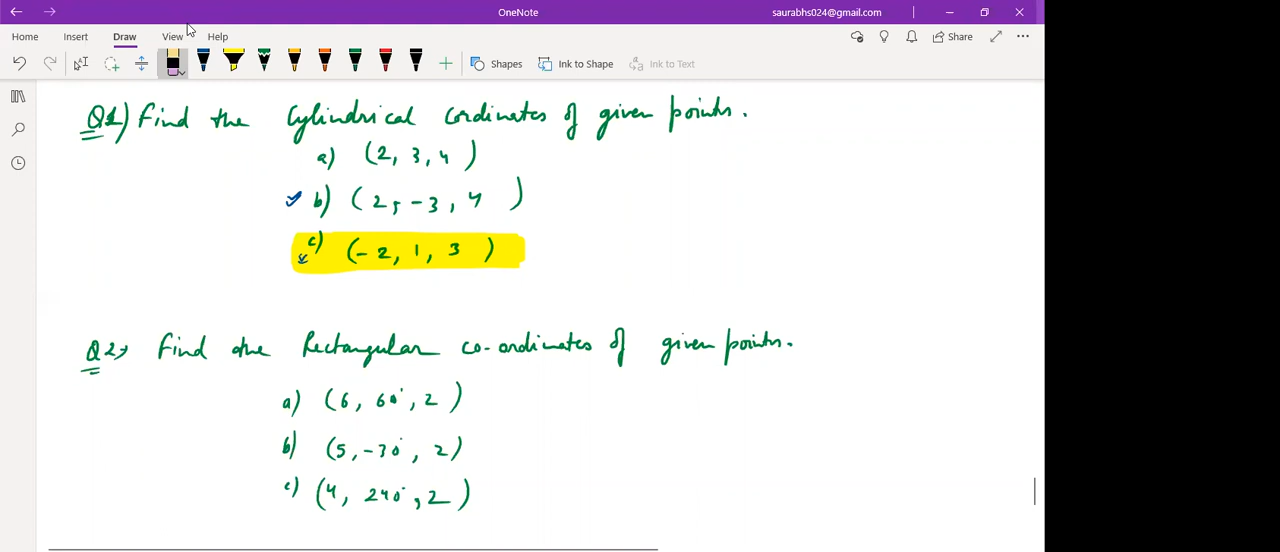 OneNote
saurabhs024@gmail.com
Home Insert Draw View Help
Share
Shapes Ink to Shape Ink to Text
Q1) Find the Cylindrical cordinates of given points.
a) (2, 3, 4 )
b) ( 2, -3, 4 )
c) (- 2, 1, 3 )
Q2) Find the Rectangular co-ordinates of given points.
a) (6, 60°, 2 )
b) (5, -30°, 2)
c) (4, 240°, 2 )